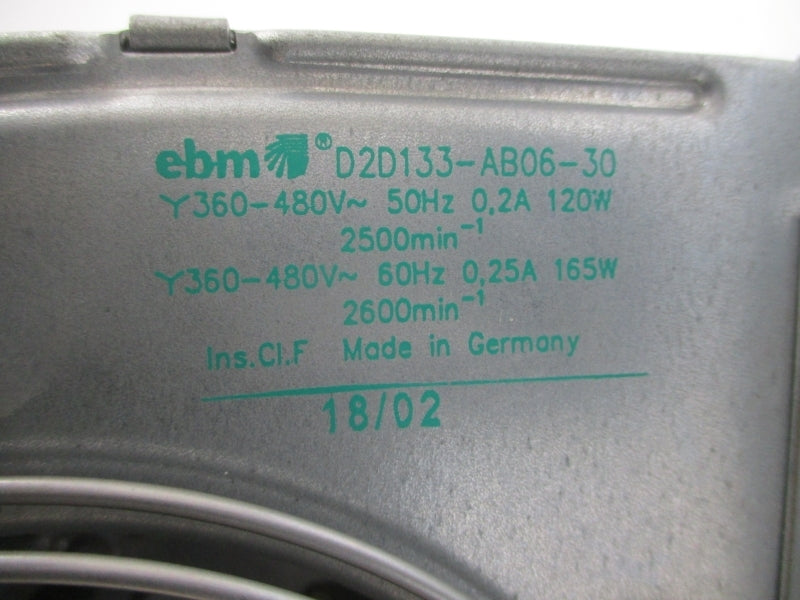 ebm® D2D133-AB06-30
Y360-480V~ 50Hz 0,2A 120W
2500min⁻¹
Y360-480V~ 60Hz 0,25A 165W
2600min⁻¹
Ins.Cl.F Made in Germany
18/02